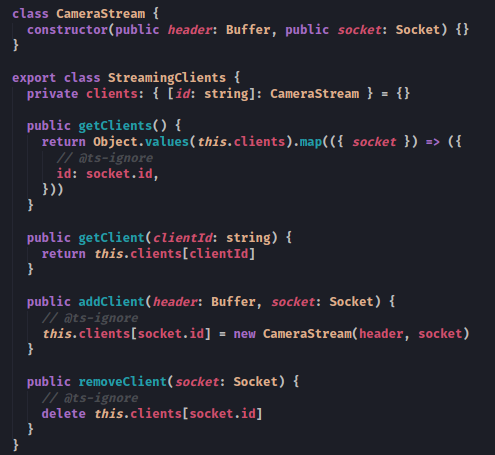 class CameraStream {
  constructor(public header: Buffer, public socket: Socket) {}
}

export class StreamingClients {
  private clients: { [id: string]: CameraStream } = {}

  public getClients() {
    return Object.values(this.clients).map(({ socket }) => ({
      // @ts-ignore
      id: socket.id,
    }))
  }

  public getClient(clientId: string) {
    return this.clients[clientId]
  }

  public addClient(header: Buffer, socket: Socket) {
    // @ts-ignore
    this.clients[socket.id] = new CameraStream(header, socket)
  }

  public removeClient(socket: Socket) {
    // @ts-ignore
    delete this.clients[socket.id]
  }
}